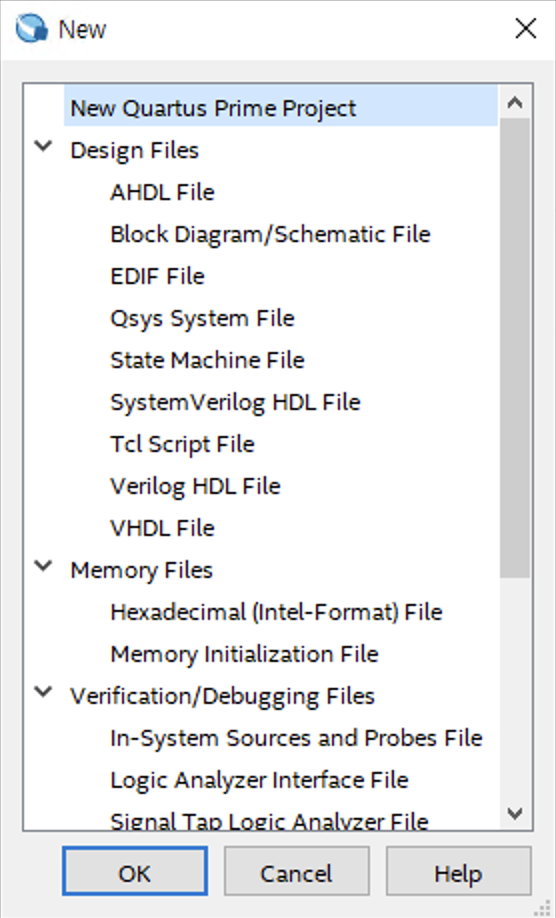 New
New Quartus Prime Project
Design Files
AHDL File
Block Diagram/Schematic File
EDIF File
Qsys System File
State Machine File
SystemVerilog HDL File
Tcl Script File
Verilog HDL File
VHDL File
Memory Files
Hexadecimal (Intel-Format) File
Memory Initialization File
Verification/Debugging Files
In-System Sources and Probes File
Logic Analyzer Interface File
Signal Tap Logic Analyzer File
OK Cancel Help